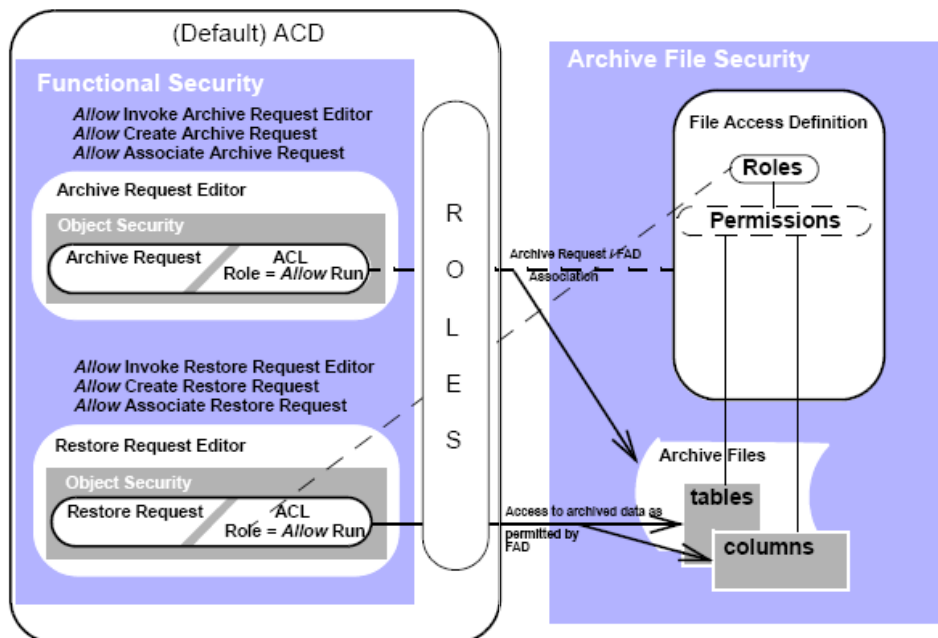 (Default) ACD
Functional Security
Allow Invoke Archive Request Editor
Allow Create Archive Request
Allow Associate Archive Request
Archive Request Editor
Object Security
Archive Request
ACL
Role = Allow Run
Allow Invoke Restore Request Editor
Allow Create Restore Request
Allow Associate Restore Request
Restore Request Editor
Object Security
Restore Request
ACL
Role = Allow Run
R
O
L
E
S
Archive Request / FAD
Association
Access to archived data as
permitted by
FAD
Archive File Security
File Access Definition
Roles
Permissions
Archive Files
tables
columns